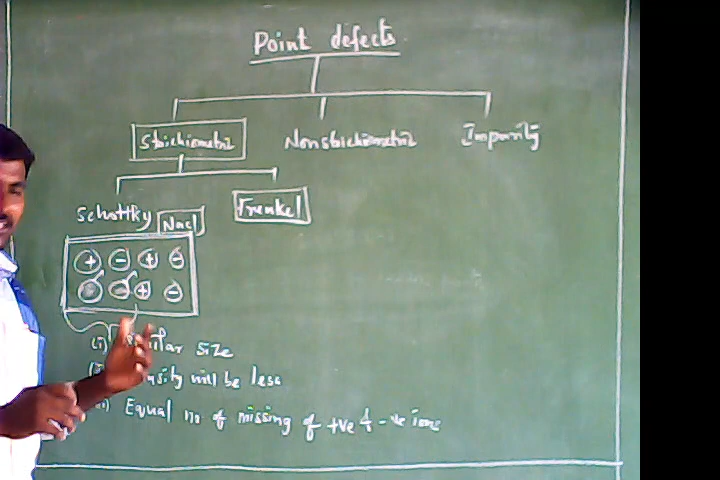 Point defects
Stoichiometric Nonstoichiometric Impurity
Schottky Nacl Frenkel
+ - + -
+ -
(i) size
will be less
Equal no of missing of +ve & -ve ions